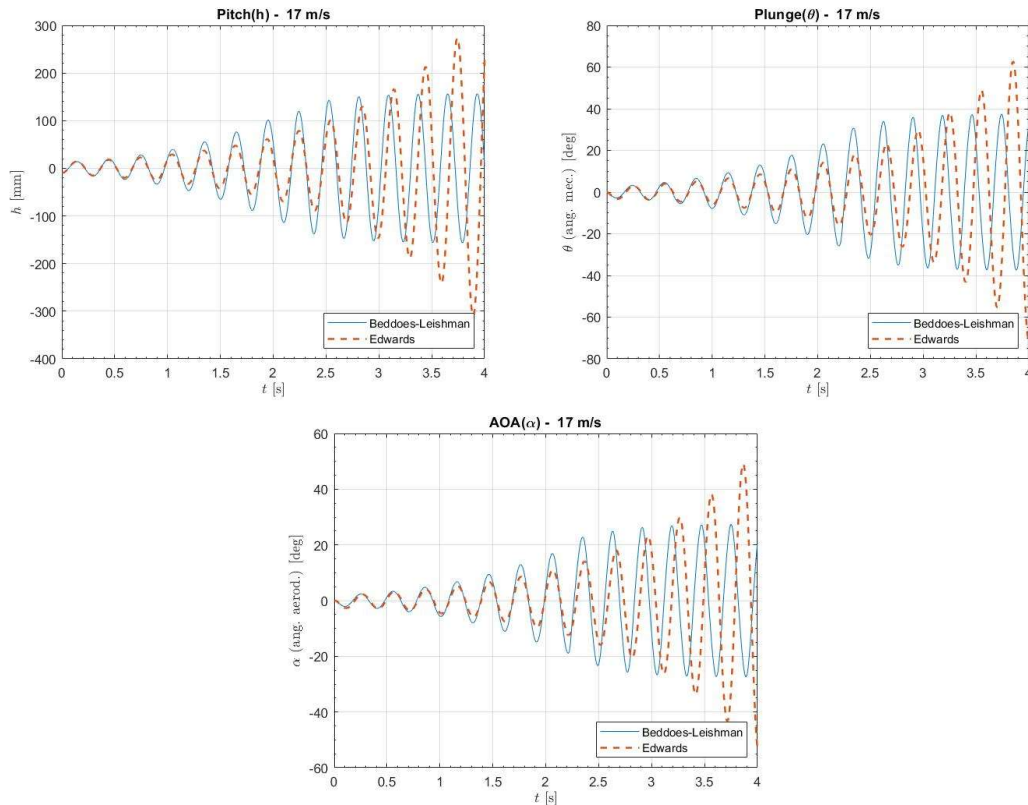 Pitch(h) - 17 m/s
300
200
100
0
-100
-200
-300
-400
h [mm]
Beddoes-Leishman
Edwards
0 0.5 1 1.5 2 2.5 3 3.5 4
t [s]
Plunge(θ) - 17 m/s
80
60
40
20
0
-20
-40
-60
-80
θ (ang. mec.) [deg]
Beddoes-Leishman
Edwards
0 0.5 1 1.5 2 2.5 3 3.5 4
t [s]
AOA(α) - 17 m/s
60
40
20
0
-20
-40
-60
α (ang. aerod.) [deg]
Beddoes-Leishman
Edwards
0 0.5 1 1.5 2 2.5 3 3.5 4
t [s]